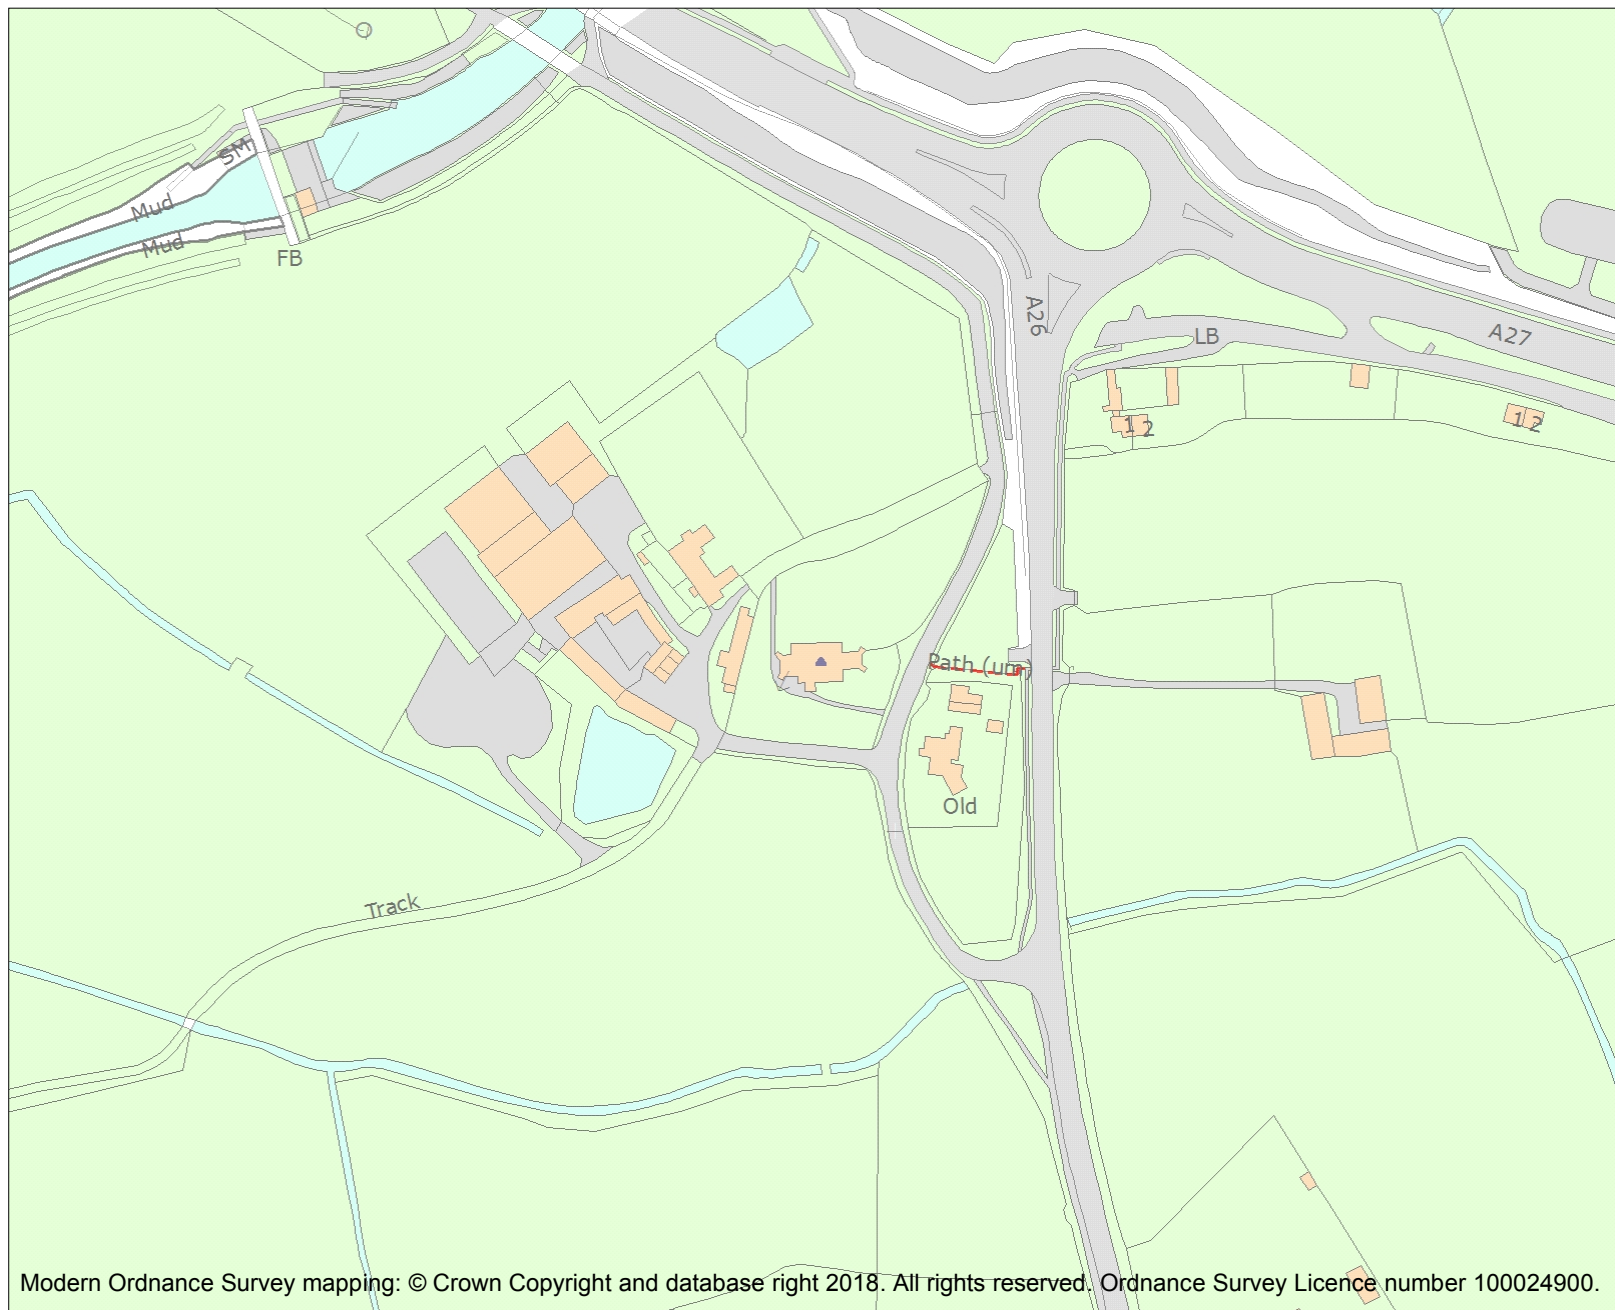 SM
Mud
Mud
FB
A26
LB
A27
1 2
1 2
Path (um)
Old
Track
Modern Ordnance Survey mapping: © Crown Copyright and database right 2018. All rights reserved. Ordnance Survey Licence number 100024900.